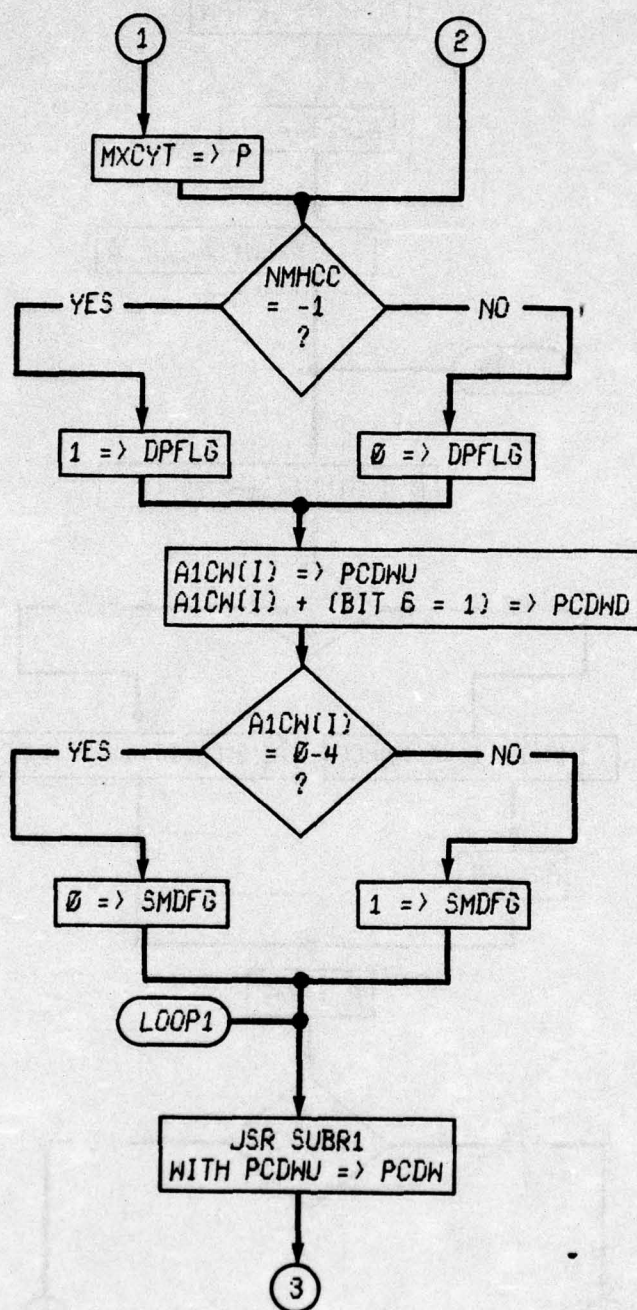 1
2
MXCYT => P
NMHCC
= -1
?
YES
NO
1 => DPFLG
Ø => DPFLG
A1CW(I) => PCDWU
A1CW(I) + (BIT 6 = 1) => PCDWD
A1CW(I)
= Ø-4
?
YES
NO
Ø => SMDFG
1 => SMDFG
LOOP1
JSR SUBR1
WITH PCDWU => PCDW
3